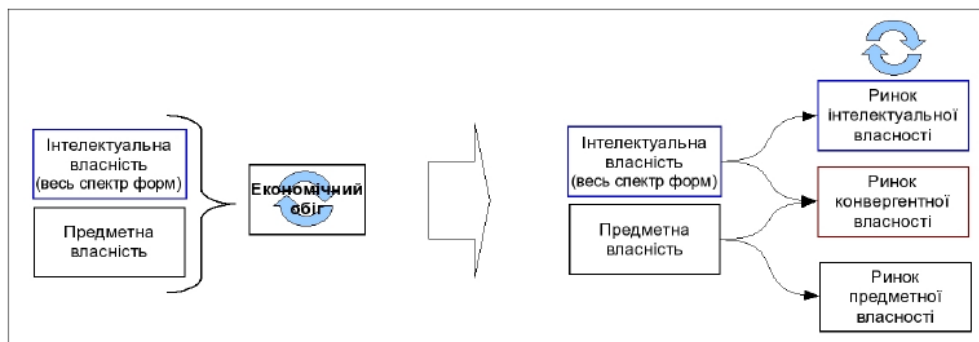 Інтелектуальна
власність
(весь спектр форм)
Предметна
власність
Економічний
обіг
Інтелектуальна
власність
(весь спектр форм)
Предметна
власність
Ринок
інтелектуальної
власності
Ринок
конвергентної
власності
Ринок
предметної
власності